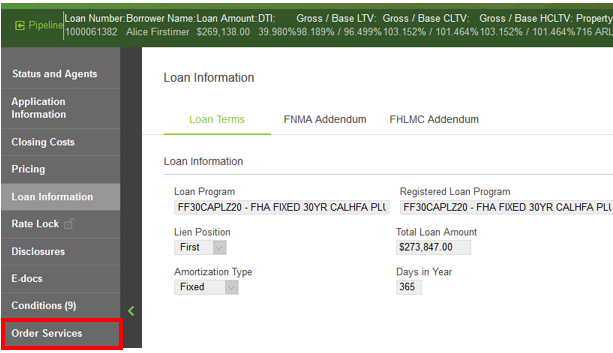 Pipeline
Loan Number: Borrower Name: Loan Amount: DTI: Gross / Base LTV: Gross / Base CLTV: Gross / Base HCLTV: Property
1000061382 Alice Firstimer $269,138.00 39.980% 98.189% / 96.499% 103.152% / 101.464% 103.152% / 101.464% 716 ARL
Status and Agents
Application
Information
Closing Costs
Pricing
Loan Information
Rate Lock
Disclosures
E-docs
Conditions (9)
Order Services
Loan Information
Loan Terms FNMA Addendum FHLMC Addendum
Loan Information
Loan Program Registered Loan Program
FF30CAPLZ20 - FHA FIXED 30YR CALHFA PLU FF30CAPLZ20 - FHA FIXED 30YR CALHFA PLU
Lien Position Total Loan Amount
First $273,847.00
Amortization Type Days in Year
Fixed 365